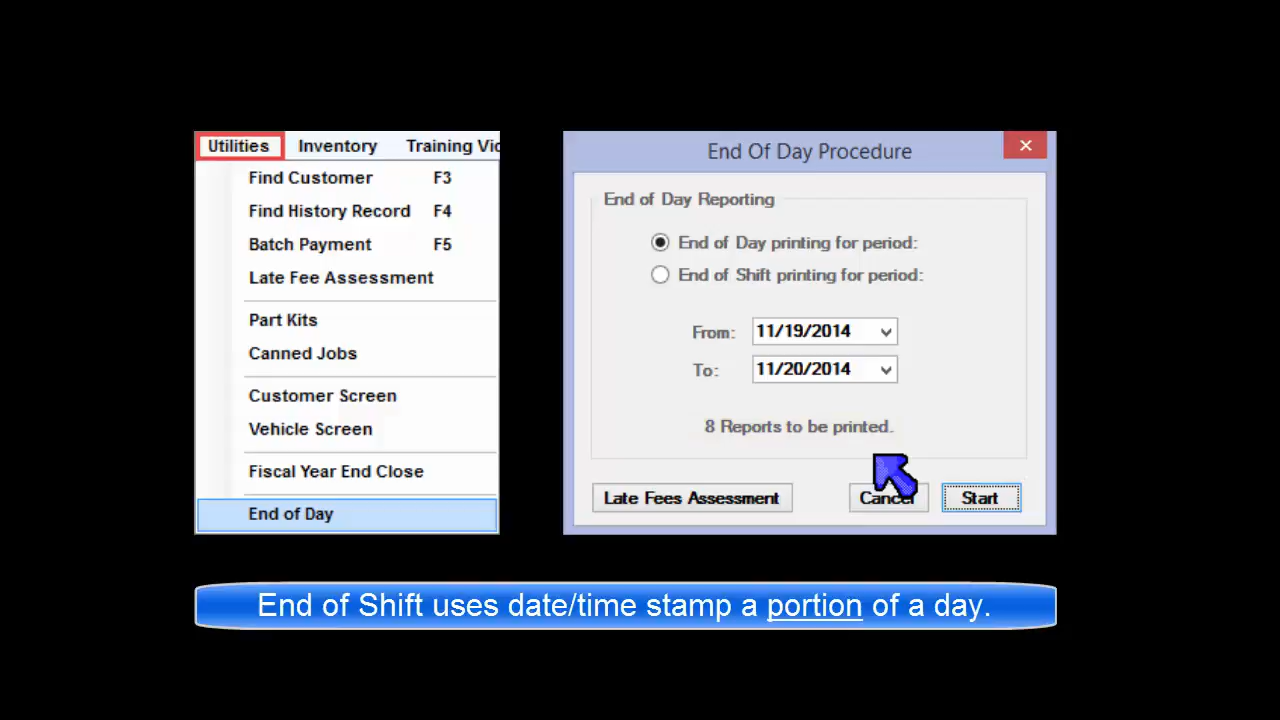 Utilities Inventory Training Vic
Find Customer F3
Find History Record F4
Batch Payment F5
Late Fee Assessment
Part Kits
Canned Jobs
Customer Screen
Vehicle Screen
Fiscal Year End Close
End of Day
End Of Day Procedure
End of Day Reporting
End of Day printing for period:
End of Shift printing for period:
From: 11/19/2014
To: 11/20/2014
8 Reports to be printed.
Late Fees Assessment Cancel Start
End of Shift uses date/time stamp a portion of a day.